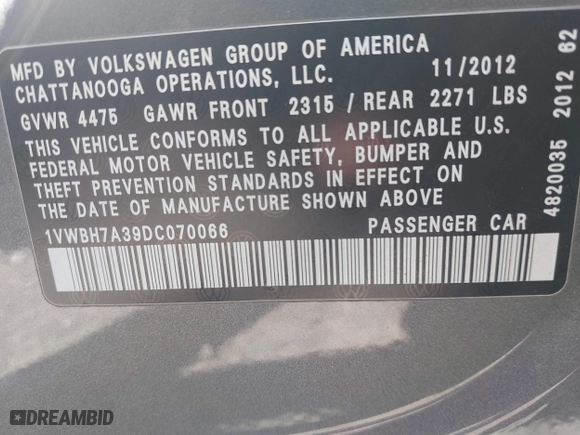 MFD BY VOLKSWAGEN GROUP OF AMERICA
CHATTANOOGA OPERATIONS, LLC. 11/2012
GVWR 4475 GAWR FRONT 2315 / REAR 2271 LBS
THIS VEHICLE CONFORMS TO ALL APPLICABLE U.S.
FEDERAL MOTOR VEHICLE SAFETY, BUMPER AND
THEFT PREVENTION STANDARDS IN EFFECT ON
THE DATE OF MANUFACTURE SHOWN ABOVE
1VWBH7A39DC070066 PASSENGER CAR
4820035 2012 62
DREAMBID